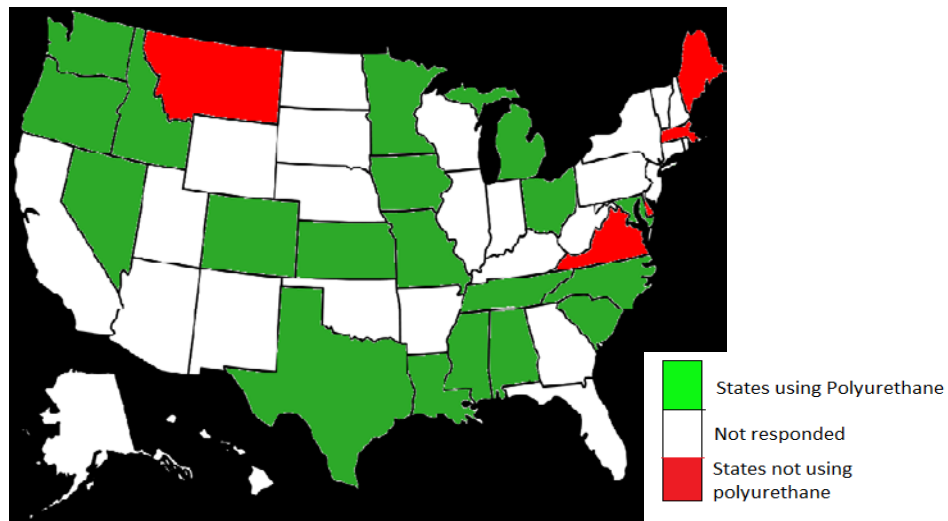 States using Polyurethane
Not responded
States not using
polyurethane